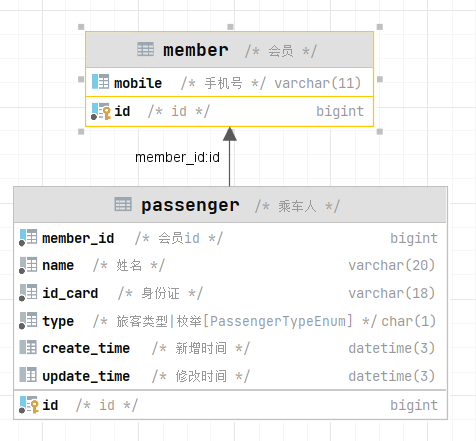 member /* 会员 */
mobile /* 手机号 */ varchar(11)
id /* id */ bigint
member_id:id
passenger /* 乘车人 */
member_id /* 会员id */ bigint
name /* 姓名 */ varchar(20)
id_card /* 身份证 */ varchar(18)
type /* 旅客类型|枚举[PassengerTypeEnum] */ char(1)
create_time /* 新增时间 */ datetime(3)
update_time /* 修改时间 */ datetime(3)
id /* id */ bigint